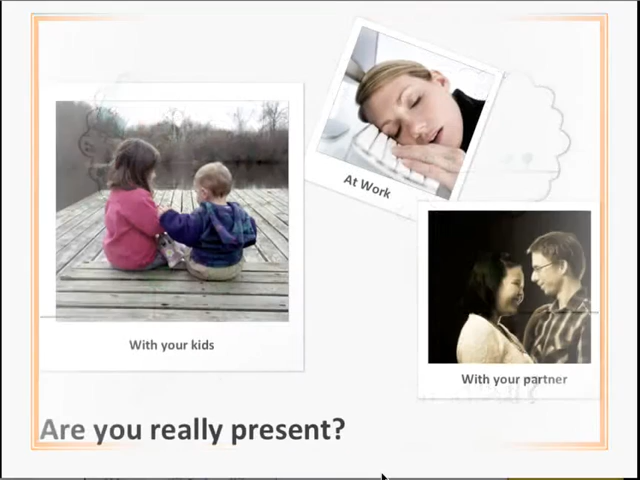 At Work
With your kids
With your partner
Are you really present?